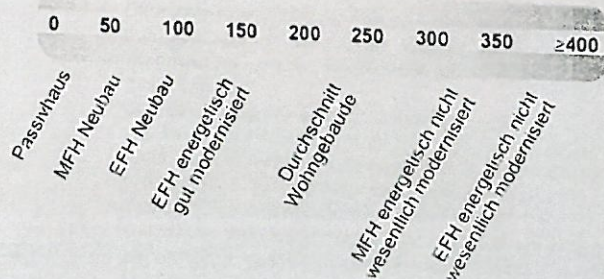 0 50 100 150 200 250 300 350 ≥400
Passivhaus
MFH Neubau
EFH Neubau
EFH energetisch
gut modernisiert
Durchschnitt
Wohngebäude
MFH energetisch nicht
wesentlich modernisiert
EFH energetisch nicht
wesentlich modernisiert